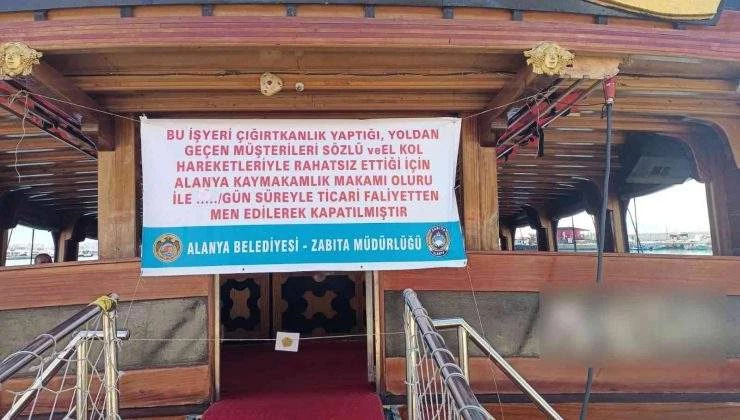 BU İŞYERİ ÇIĞIRTKANLIK YAPTIĞI, YOLDAN
GEÇEN MÜŞTERİLERİ SÖZLÜ veEL KOL
HAREKETLERİYLE RAHATSIZ ETTİĞİ İÇİN
ALANYA KAYMAKAMLIK MAKAMI OLURU
İLE ...../GÜN SÜREYLE TİCARİ FALİYETTEN
MEN EDİLEREK KAPATILMIŞTIR
ALANYA BELEDİYESİ - ZABITA MÜDÜRLÜĞÜ